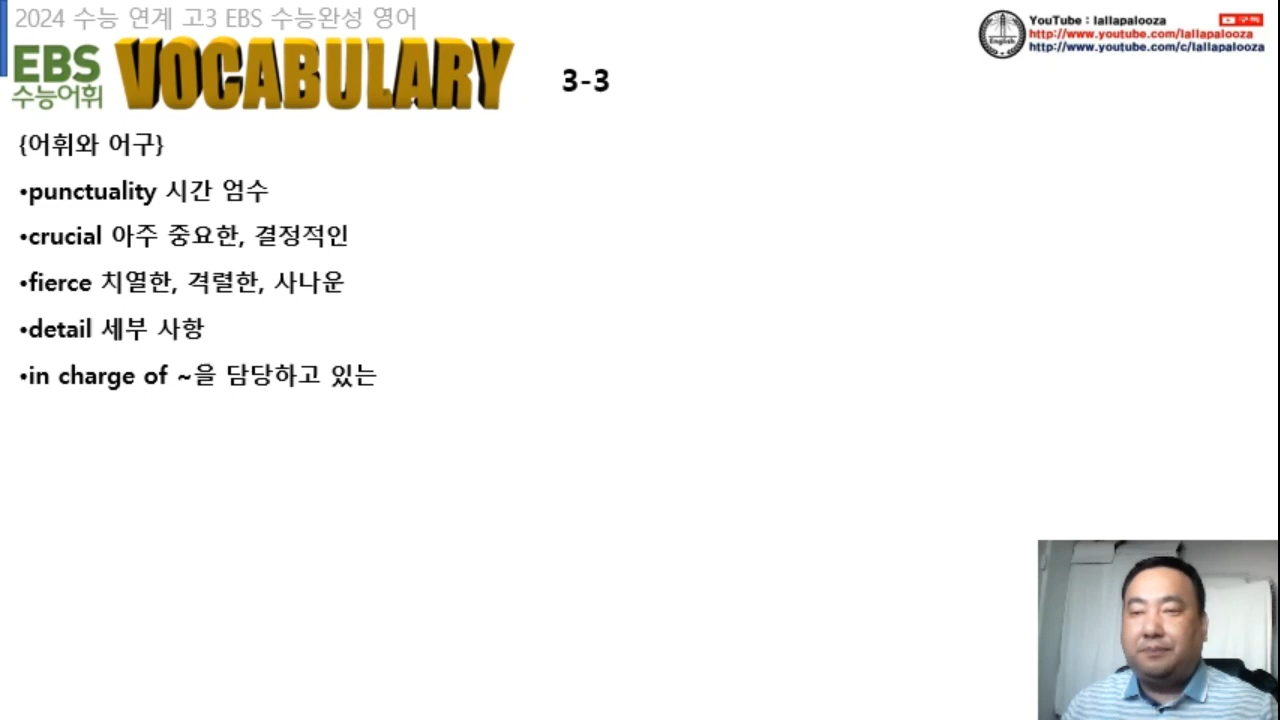 2024 수능 연계 고3 EBS 수능완성 영어
EBS
수능어휘
VOCABULARY
3-3
YouTube : lallapalooza
구독
http://www.youtube.com/lallapalooza
http://www.youtube.com/c/lallapalooza
English
{어휘와 어구}
•punctuality 시간 엄수
•crucial 아주 중요한, 결정적인
•fierce 치열한, 격렬한, 사나운
•detail 세부 사항
•in charge of ~을 담당하고 있는